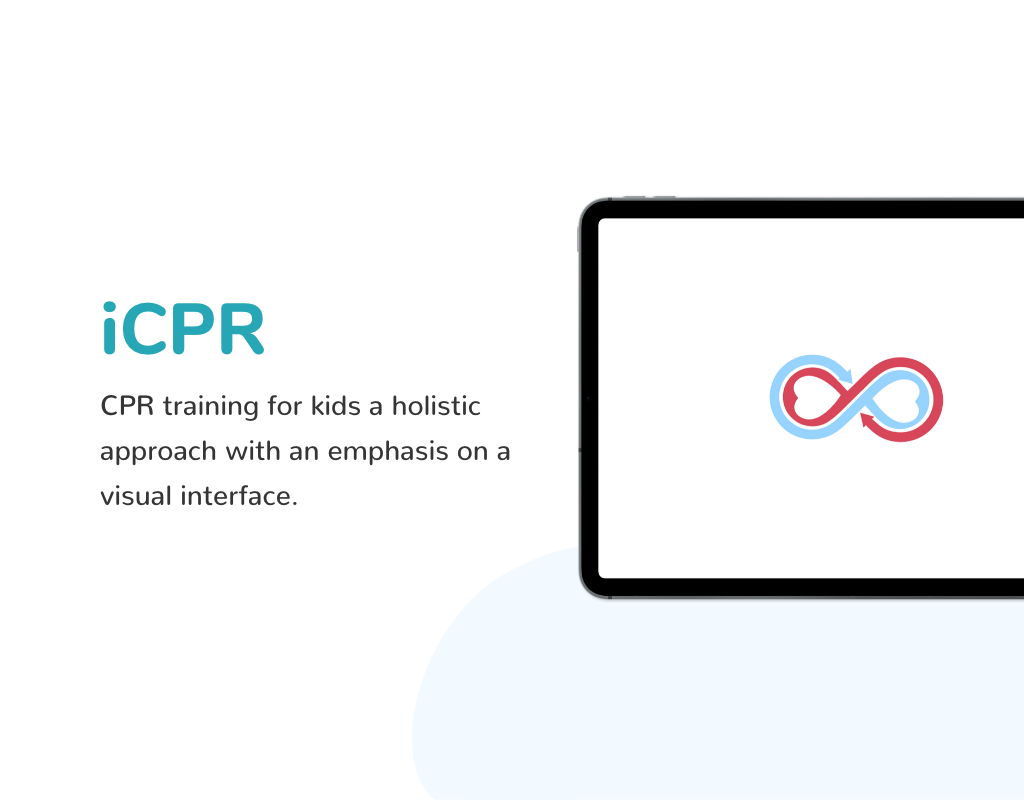 iCPR
CPR training for kids a holistic
approach with an emphasis on a
visual interface.